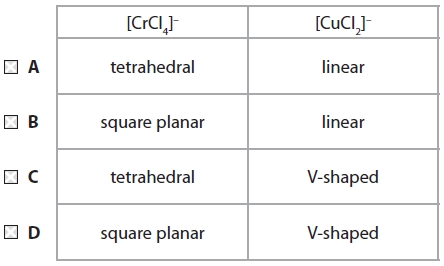 [CrCl₄]⁻ [CuCl₂]⁻
A tetrahedral linear
B square planar linear
C tetrahedral V-shaped
D square planar V-shaped